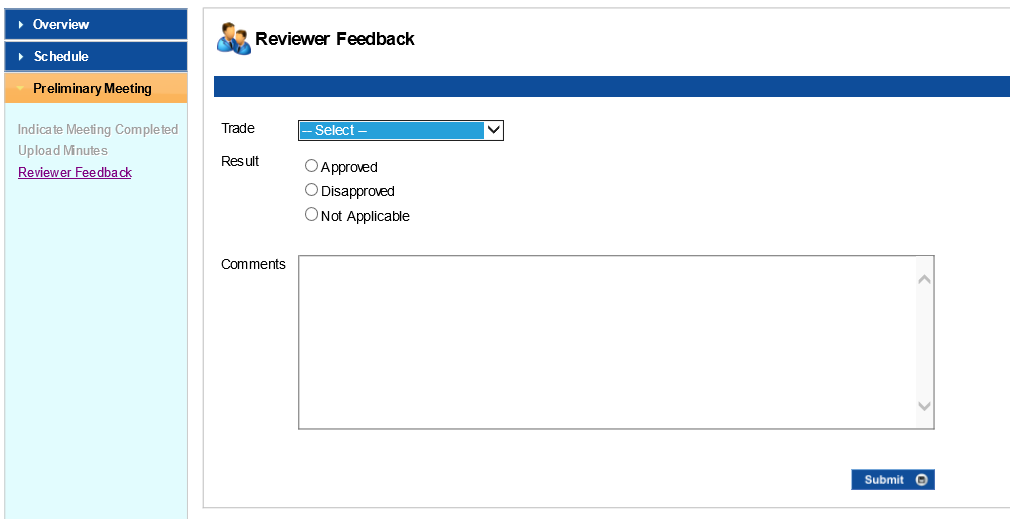 Overview
Schedule
Preliminary Meeting
Indicate Meeting Completed
Upload Minutes
Reviewer Feedback
Reviewer Feedback
Trade
-- Select --
Result
Approved
Disapproved
Not Applicable
Comments
Submit